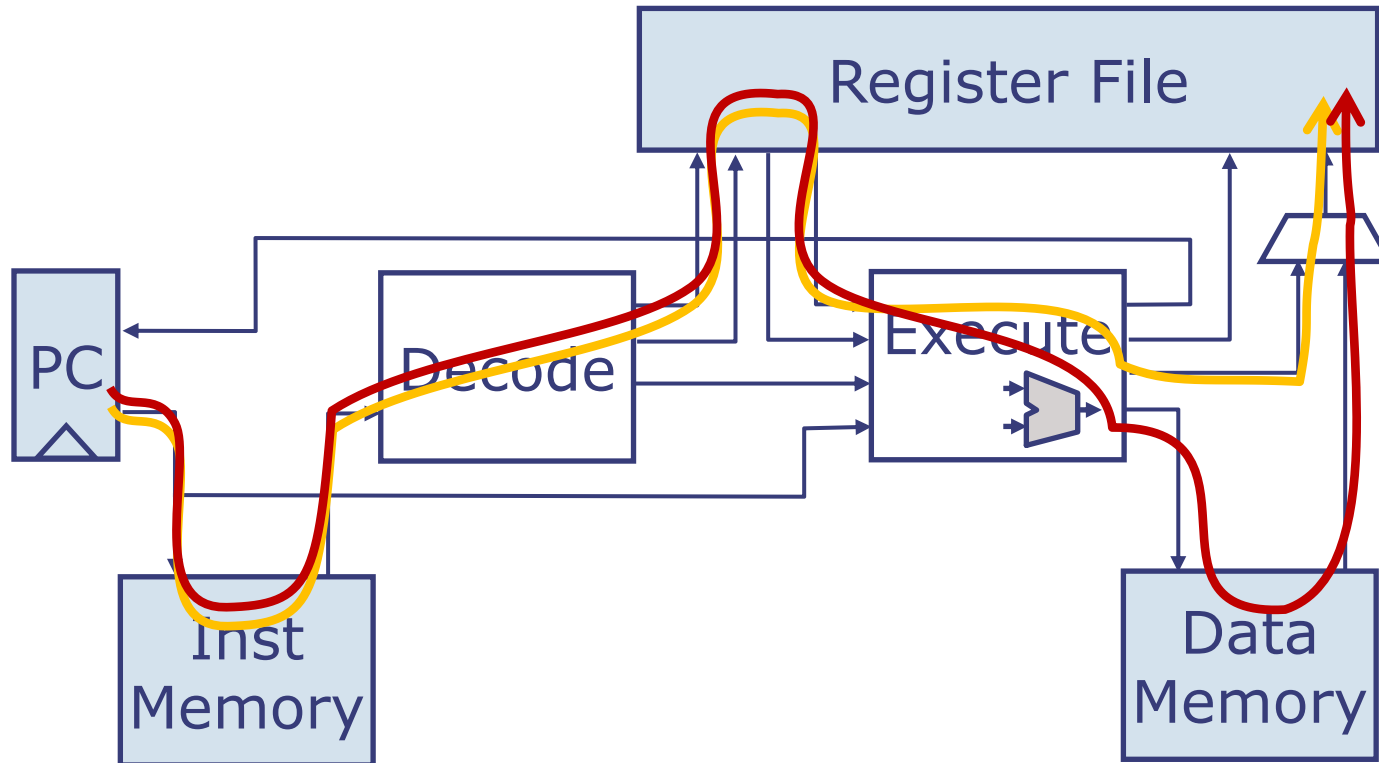 Register File
PC
Decode
Execute
Inst
Memory
Data
Memory